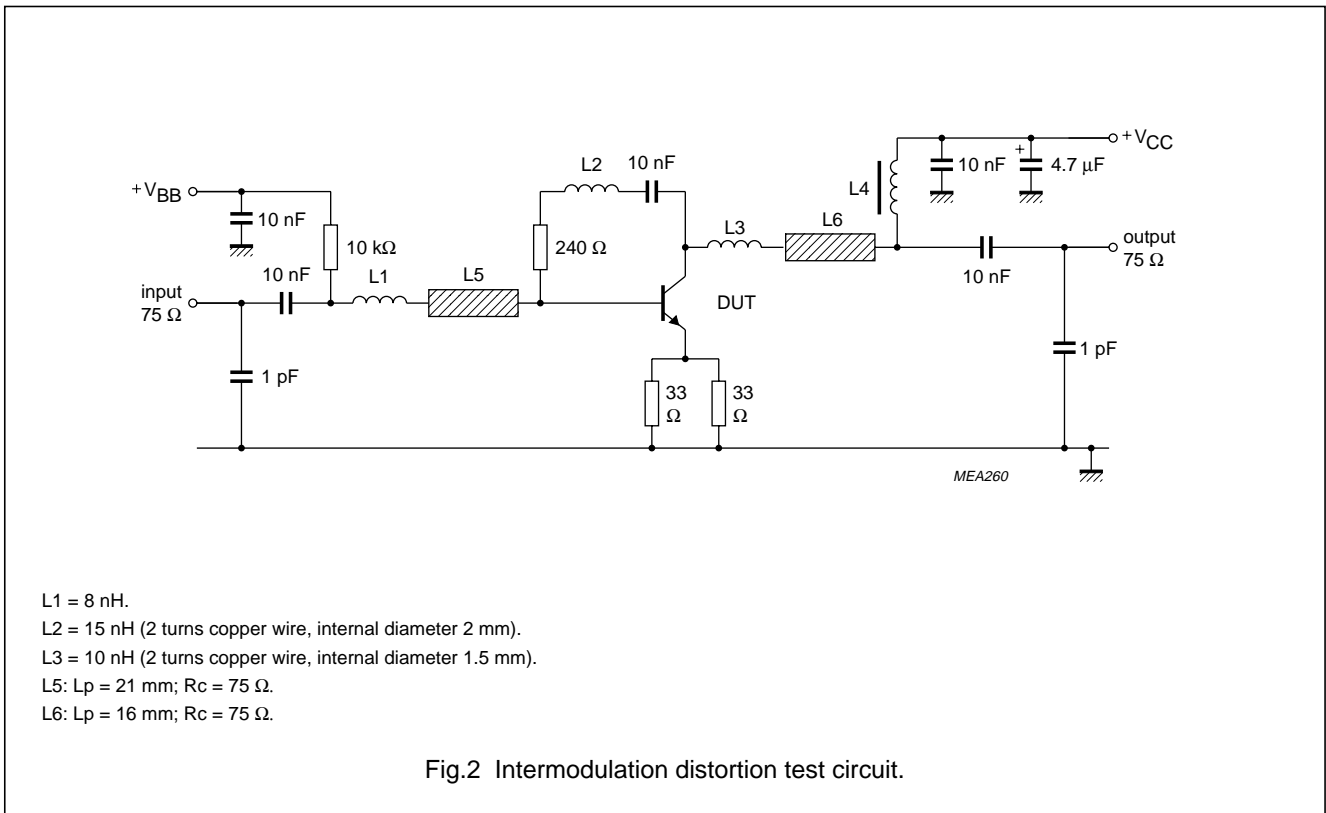 +VCC
L2
10 nF
10 nF
+
4.7 μF
L4
+VBB
10 nF
L3
L6
10 kΩ
240 Ω
output
75 Ω
10 nF
L1
L5
10 nF
input
75 Ω
DUT
1 pF
1 pF
33
Ω
33
Ω
MEA260
L1 = 8 nH.
L2 = 15 nH (2 turns copper wire, internal diameter 2 mm).
L3 = 10 nH (2 turns copper wire, internal diameter 1.5 mm).
L5: Lp = 21 mm; Rc = 75 Ω.
L6: Lp = 16 mm; Rc = 75 Ω.
Fig.2 Intermodulation distortion test circuit.